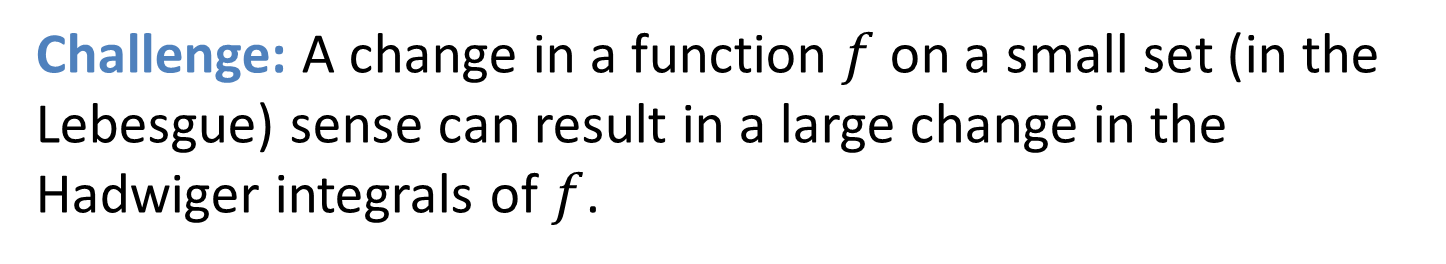 Challenge: A change in a function f on a small set (in the
Lebesgue) sense can result in a large change in the
Hadwiger integrals of f.